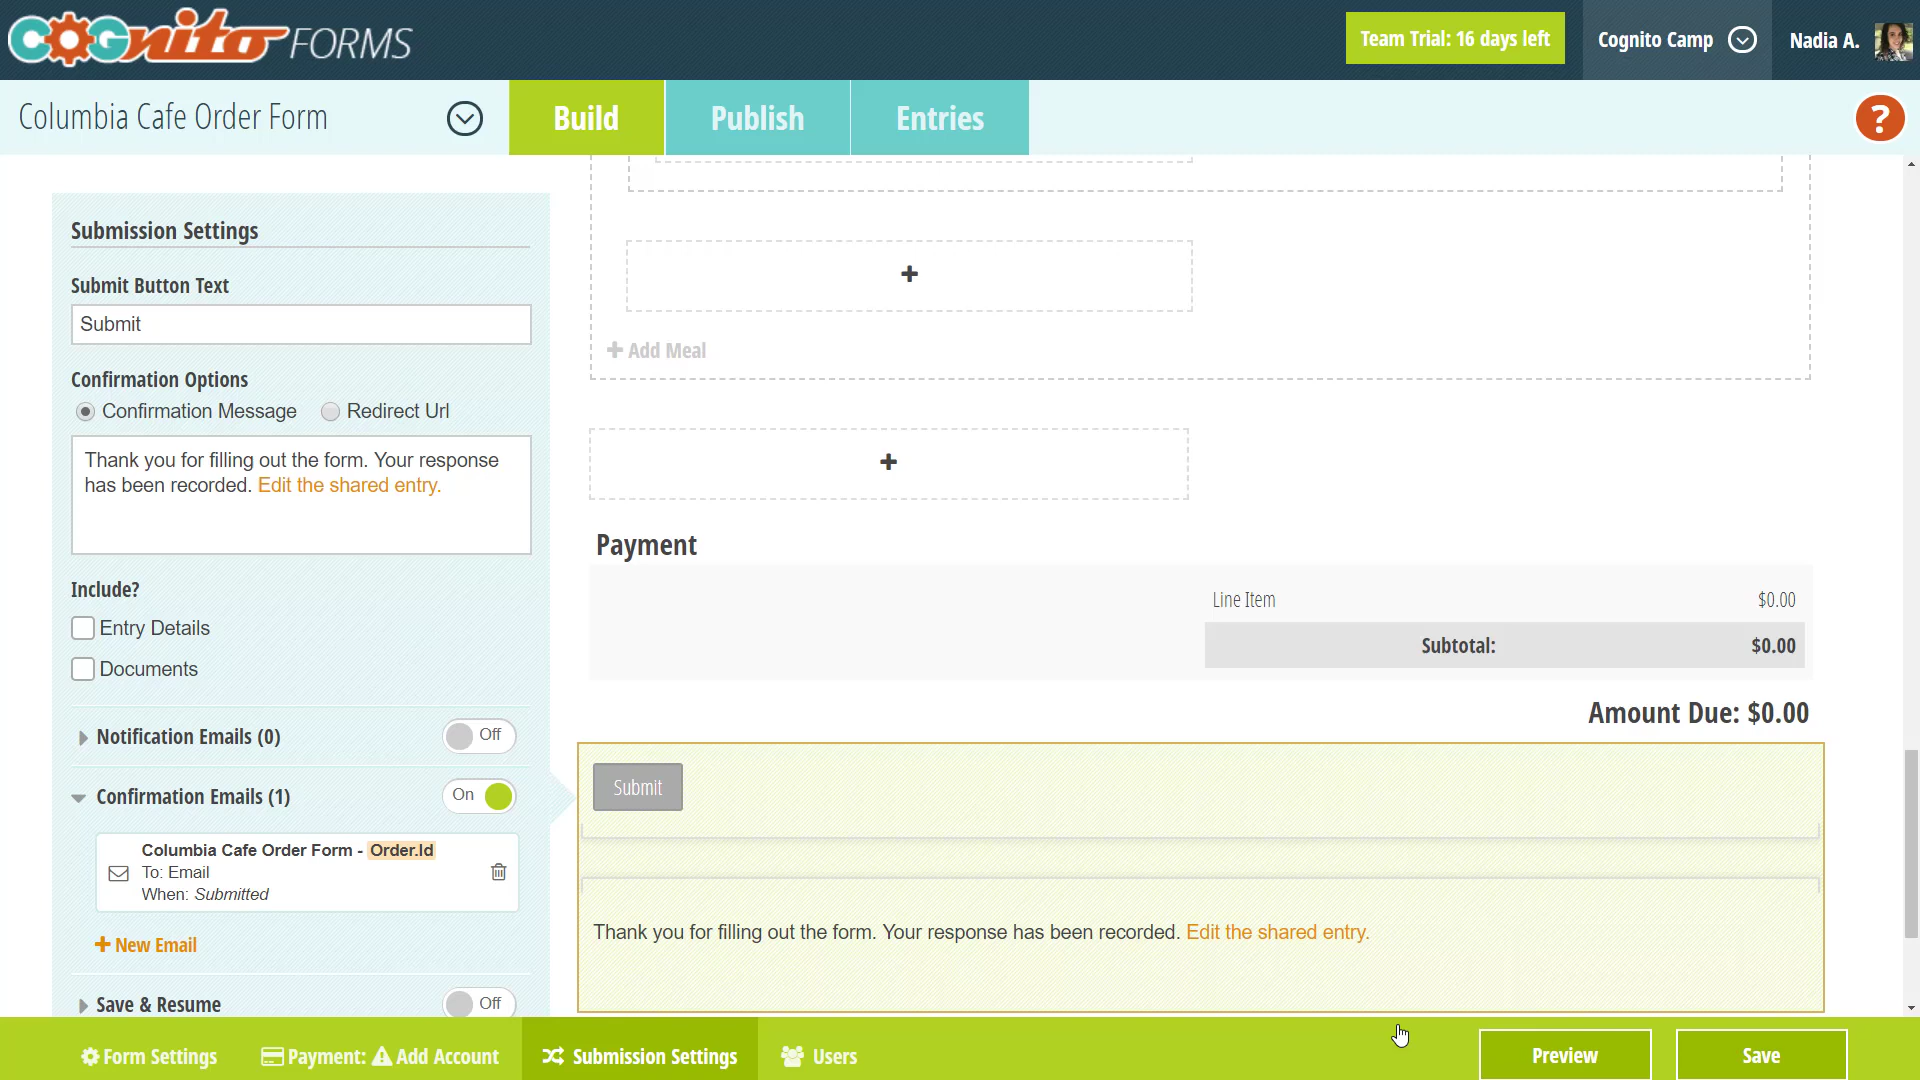 COGnito FORMS
Team Trial: 16 days left
Cognito Camp
Nadia A.
Columbia Cafe Order Form
Build
Publish
Entries
?
Submission Settings
Submit Button Text
Submit
Confirmation Options
Confirmation Message
Redirect Url
Thank you for filling out the form. Your response
has been recorded. Edit the shared entry.
Include?
Entry Details
Documents
Notification Emails (0)
Off
Confirmation Emails (1)
On
Columbia Cafe Order Form - Order.Id
To: Email
When: Submitted
+ New Email
Save & Resume
Off
+
+ Add Meal
+
Payment
Line Item $0.00
Subtotal: $0.00
Amount Due: $0.00
Submit
Thank you for filling out the form. Your response has been recorded. Edit the shared entry.
Form Settings
Payment: Add Account
Submission Settings
Users
Preview
Save